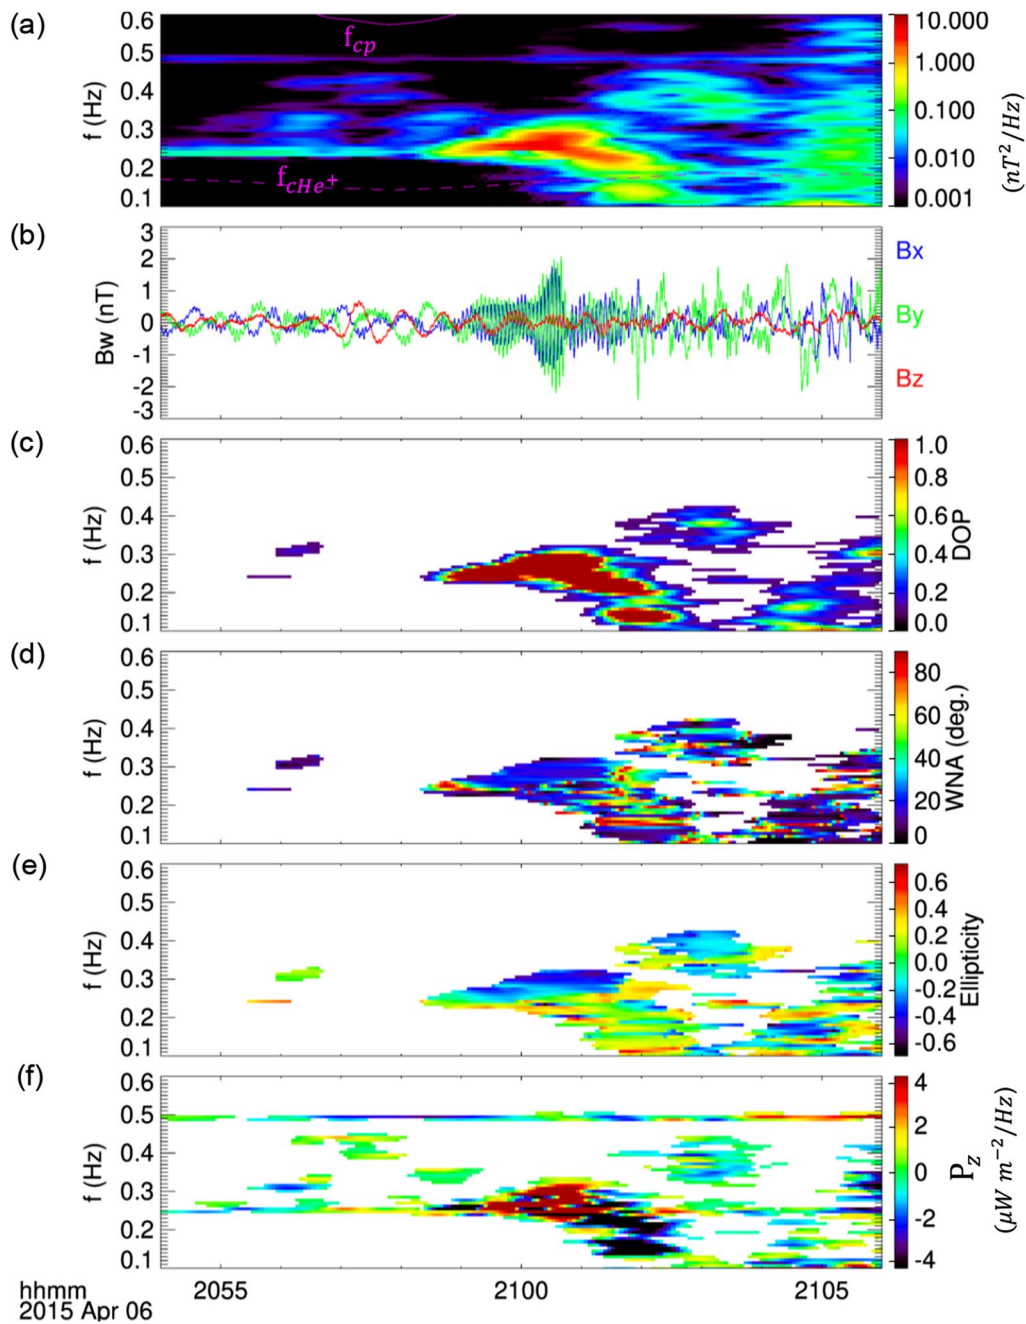 (a)
f (Hz)
0.6
0.5
0.4
0.3
0.2
0.1
f_{cp}
f_{cHe^+}
10.000
1.000
0.100
0.010
0.001
(nT^2/Hz)
(b)
Bw (nT)
3
2
1
0
-1
-2
-3
Bx
By
Bz
(c)
f (Hz)
0.6
0.5
0.4
0.3
0.2
0.1
1.0
0.8
0.6
0.4
0.2
0.0
DOP
(d)
f (Hz)
0.6
0.5
0.4
0.3
0.2
0.1
80
60
40
20
0
WNA (deg.)
(e)
f (Hz)
0.6
0.5
0.4
0.3
0.2
0.1
0.6
0.4
0.2
0.0
-0.2
-0.4
-0.6
Ellipticity
(f)
f (Hz)
0.6
0.5
0.4
0.3
0.2
0.1
4
2
0
-2
-4
P_Z
(μW m^{-2}/Hz)
hhmm 2055 2100 2105
2015 Apr 06